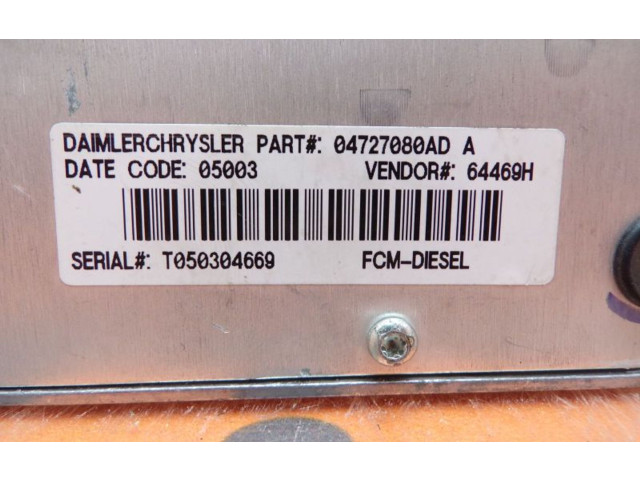 DAIMLERCHRYSLER PART#: 04727080AD A
DATE CODE: 05003 VENDOR#: 64469H
SERIAL#: T050304669 FCM-DIESEL